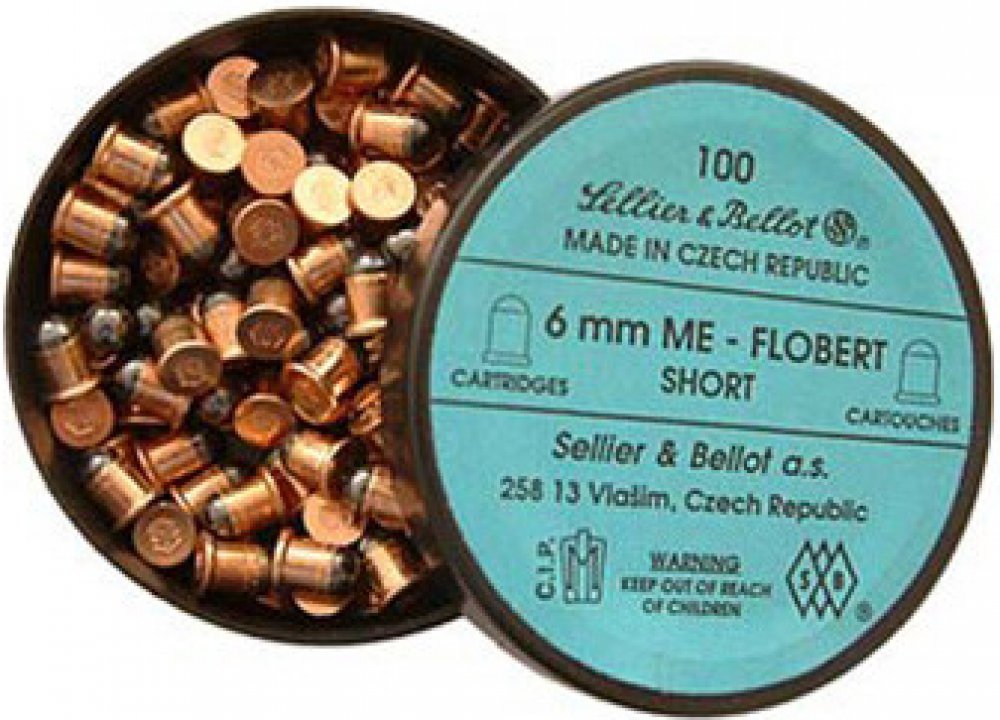 100
Sellier & Bellot
MADE IN CZECH REPUBLIC
6 mm ME - FLOBERT
SHORT
CARTRIDGES
CARTOUCHES
Sellier & Bellot a.s.
258 13 Vlašim, Czech Republic
C.I.P.
WARNING
KEEP OUT OF REACH
OF CHILDREN
S B ®